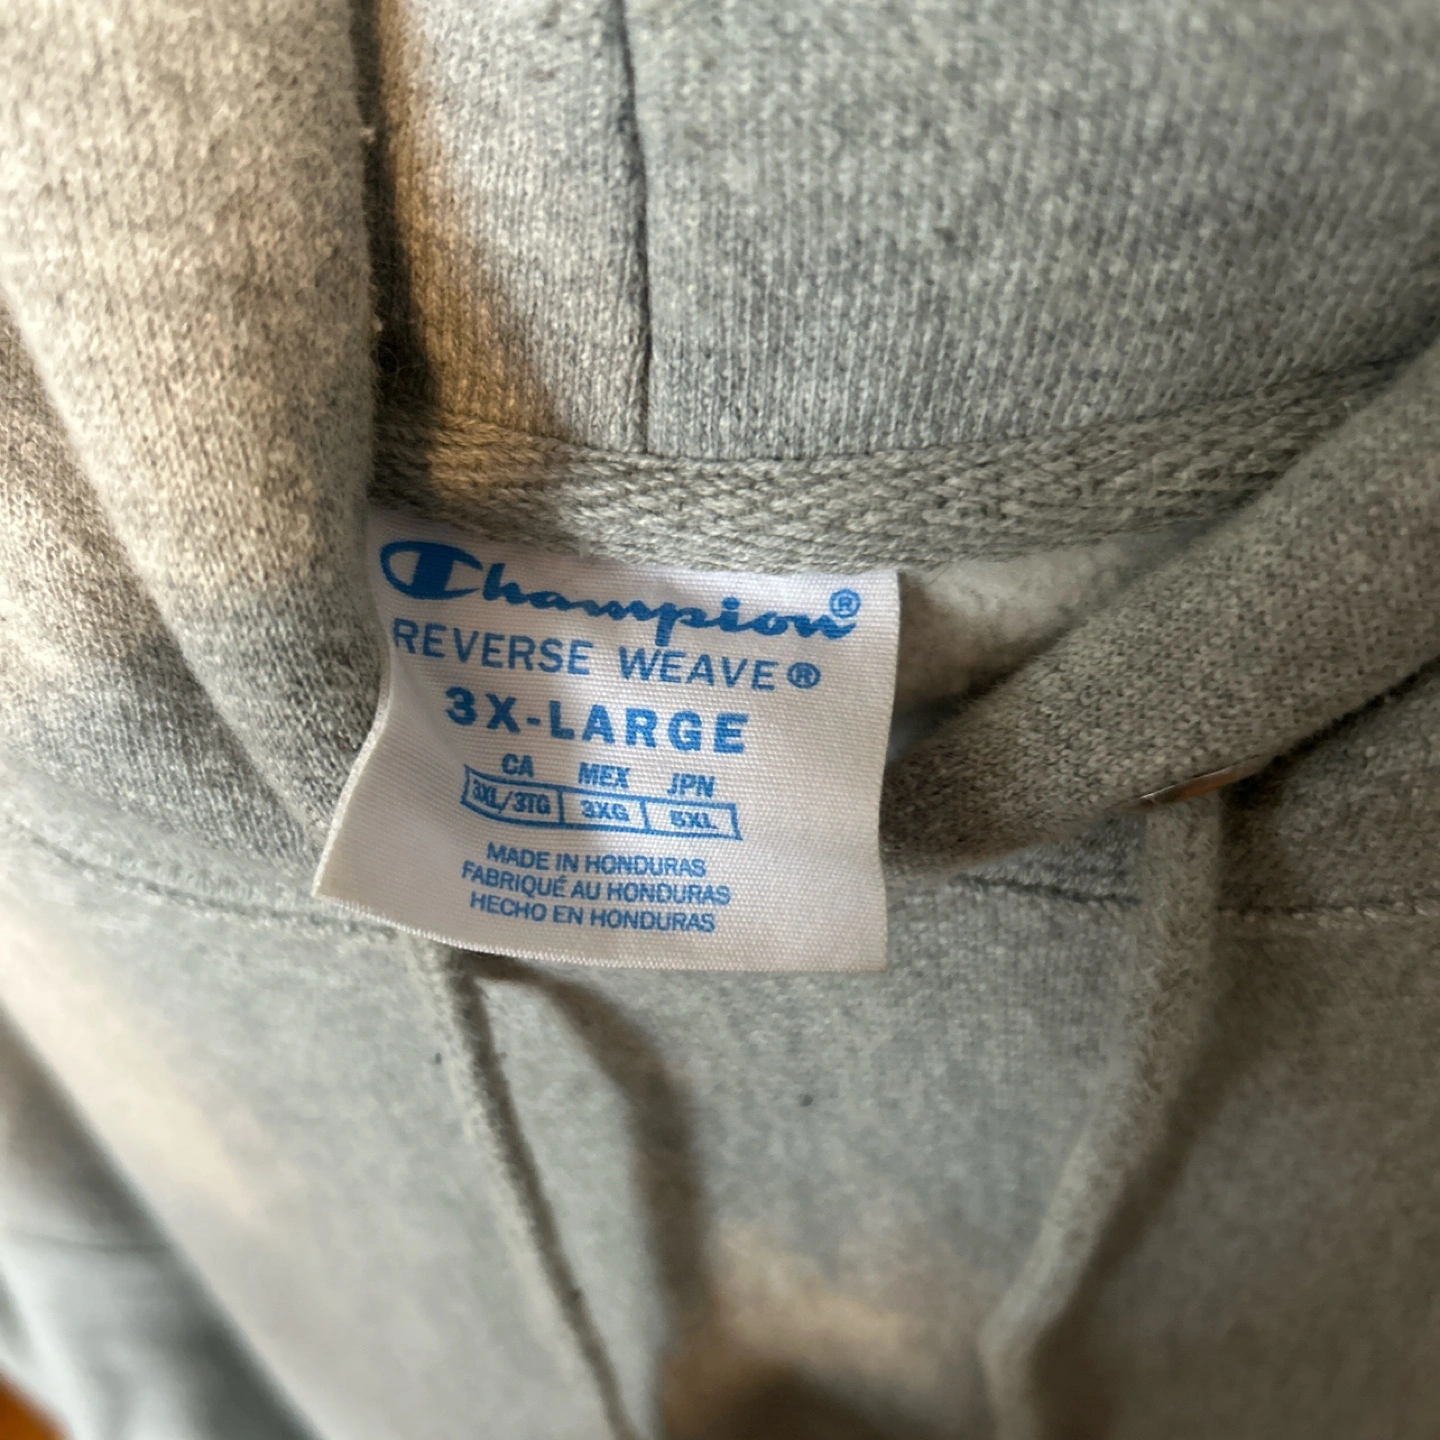 Champion®
REVERSE WEAVE®
3X-LARGE
CA MEX JPN
3XL/3TG 3XG 5XL
MADE IN HONDURAS
FABRIQUÉ AU HONDURAS
HECHO EN HONDURAS